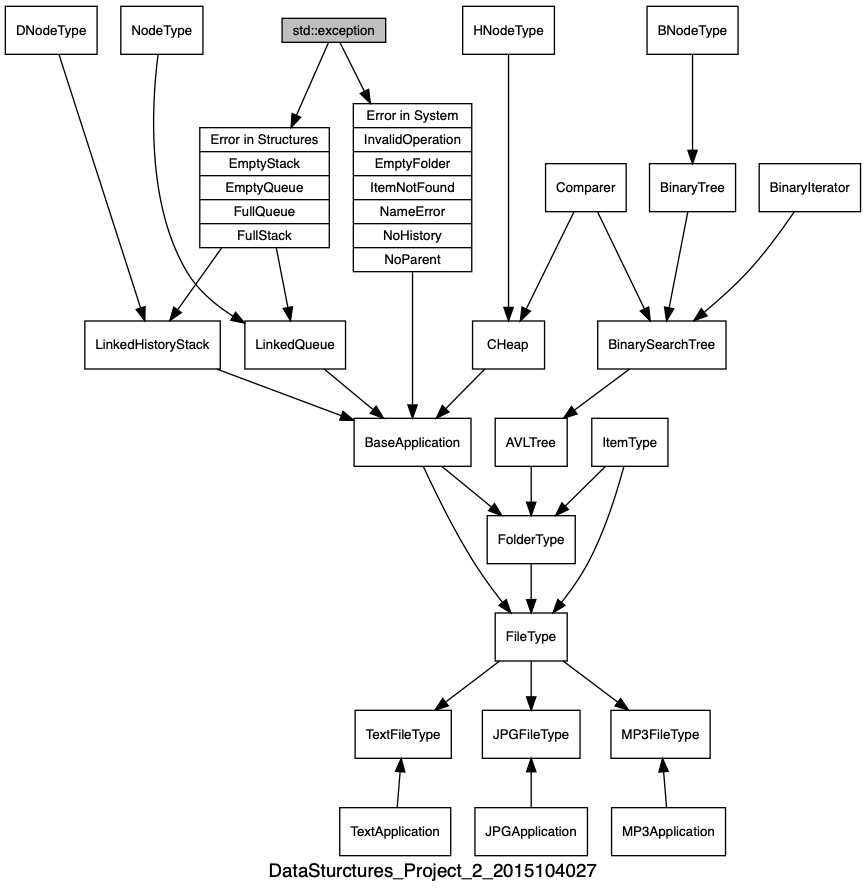 DNodeType
NodeType
std::exception
HNodeType
BNodeType
Error in System
InvalidOperation
EmptyFolder
ItemNotFound
NameError
NoHistory
NoParent
Error in Structures
EmptyStack
EmptyQueue
FullQueue
FullStack
Comparer
BinaryTree
BinaryIterator
LinkedHistoryStack
LinkedQueue
CHeap
BinarySearchTree
BaseApplication
AVLTree
ItemType
FolderType
FileType
TextFileType
JPGFileType
MP3FileType
TextApplication
JPGApplication
MP3Application
DataSturctures_Project_2_2015104027